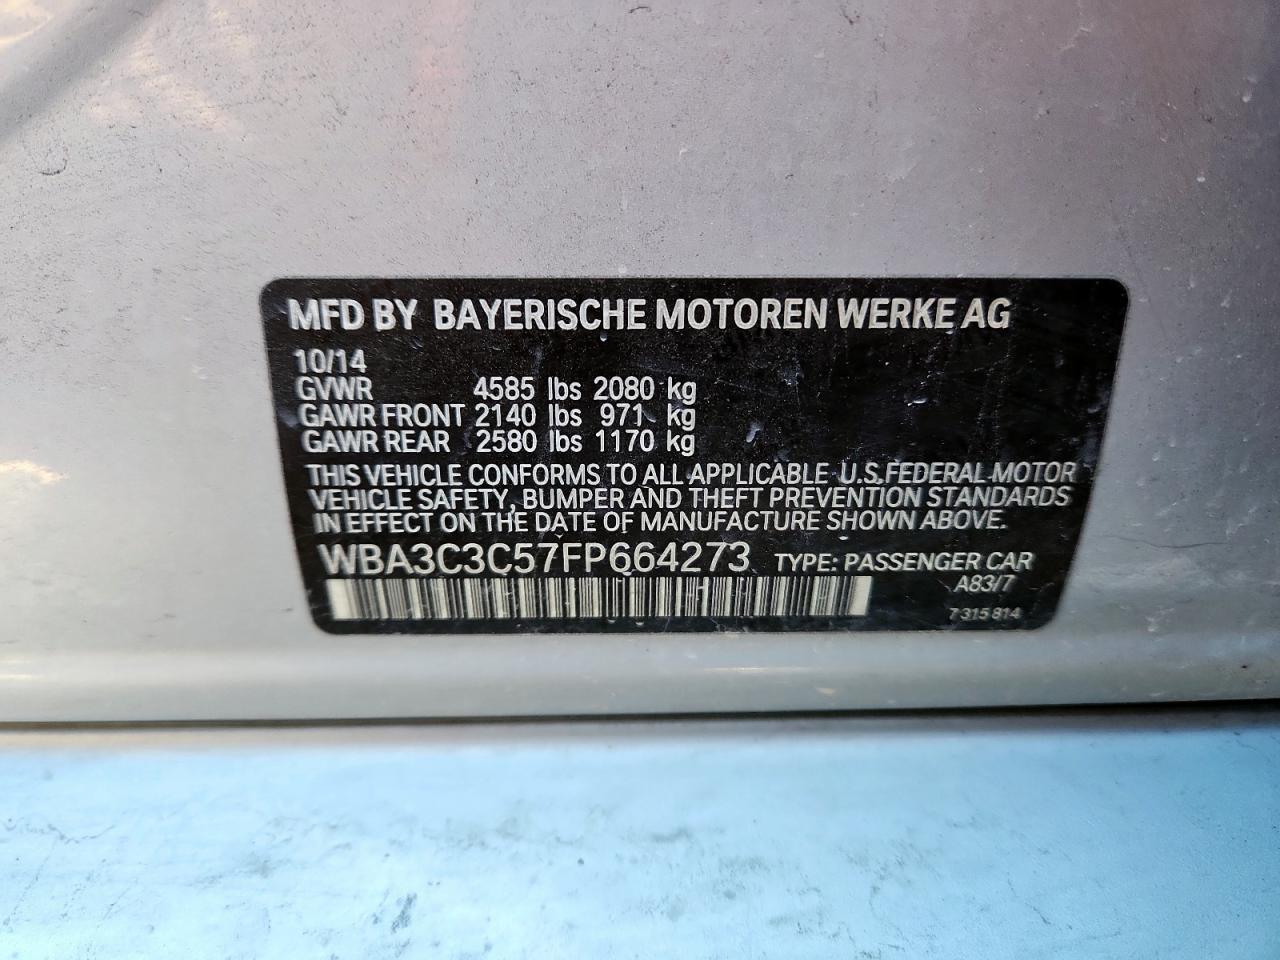 MFD BY BAYERISCHE MOTOREN WERKE AG
10/14
GVWR 4585 lbs 2080 kg
GAWR FRONT 2140 lbs 971 kg
GAWR REAR 2580 lbs 1170 kg
THIS VEHICLE CONFORMS TO ALL APPLICABLE U.S. FEDERAL MOTOR
VEHICLE SAFETY, BUMPER AND THEFT PREVENTION STANDARDS
IN EFFECT ON THE DATE OF MANUFACTURE SHOWN ABOVE.
WBA3C3C57FP664273 TYPE: PASSENGER CAR
A83/7
7 315 814